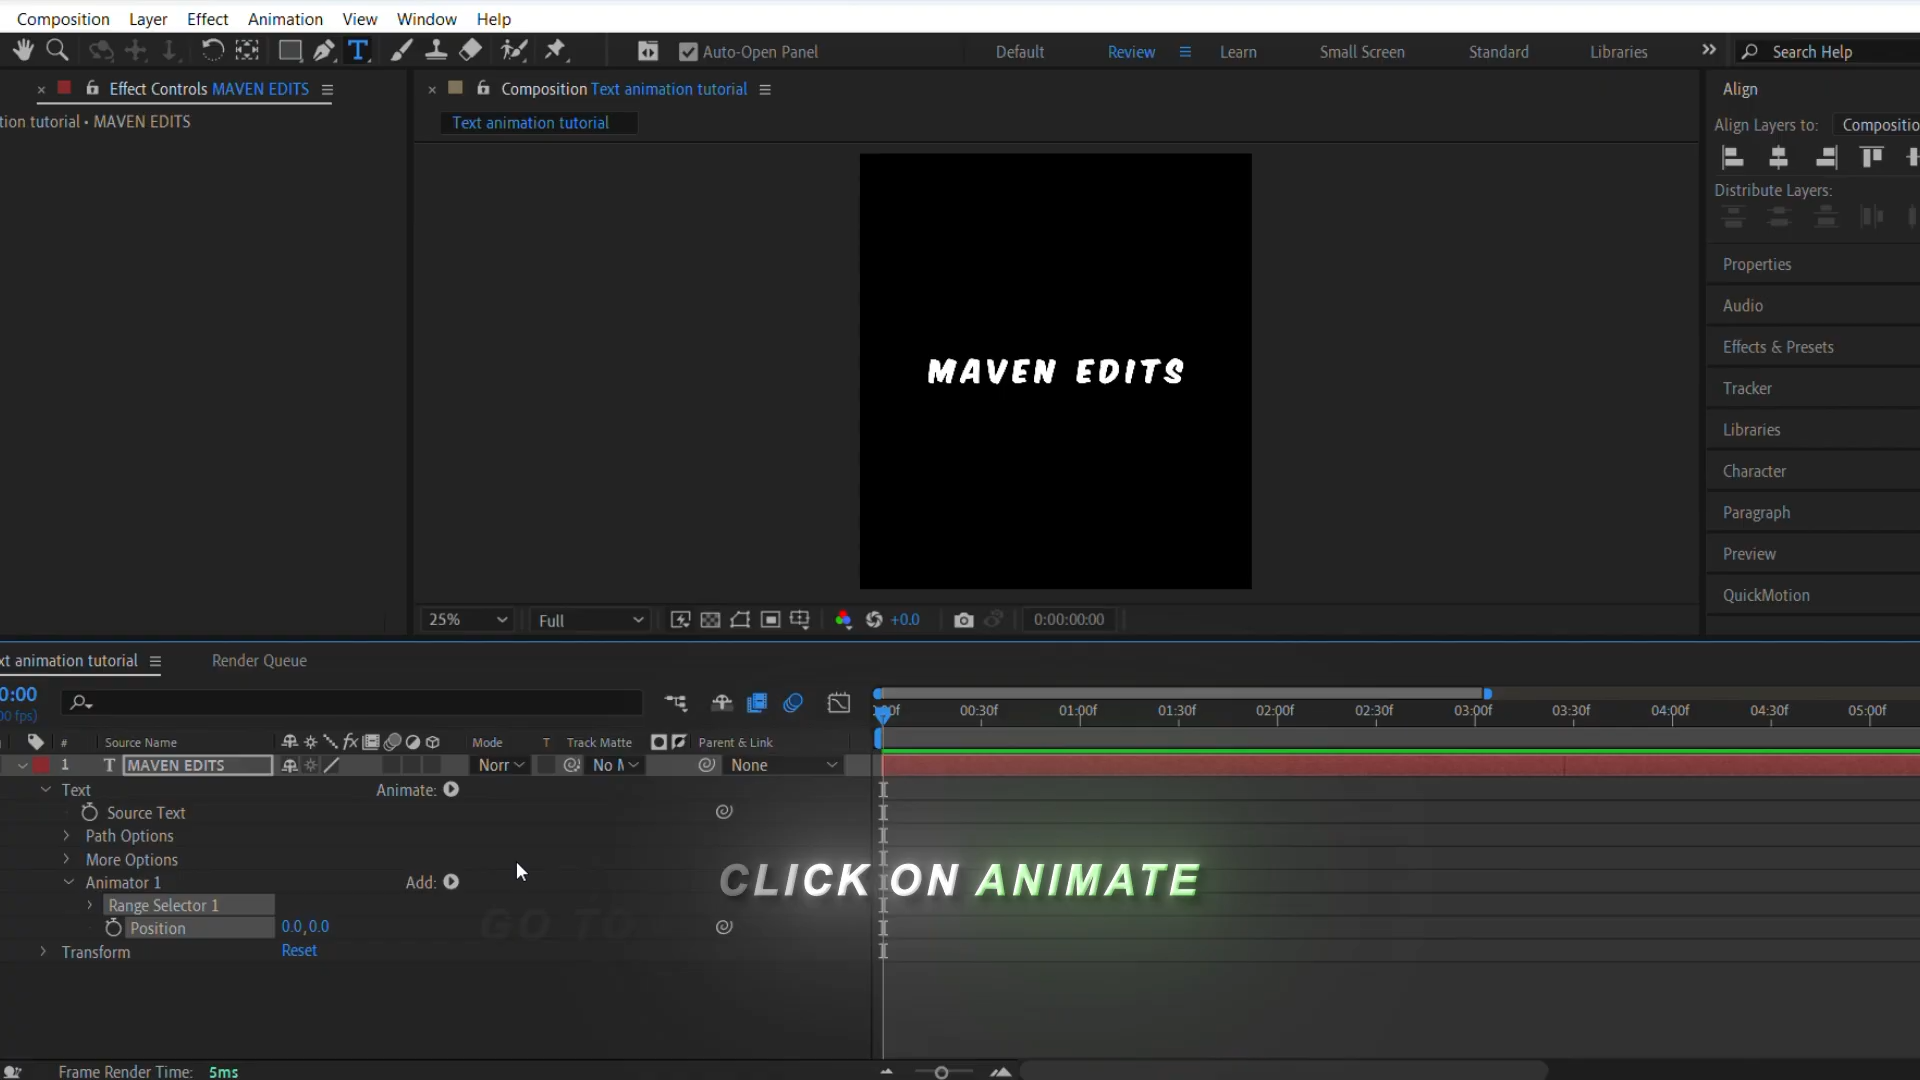 Composition Layer Effect Animation View Window Help
Auto-Open Panel Default Review Learn Small Screen Standard Libraries Search Help
Effect Controls MAVEN EDITS
Composition Text animation tutorial
Align
tion tutorial • MAVEN EDITS
Text animation tutorial
Align Layers to: Compositio
Distribute Layers:
Properties
Audio
Effects & Presets
MAVEN EDITS
Tracker
Libraries
Character
Paragraph
Preview
QuickMotion
25% Full +0.0 0:00:00:00
xt animation tutorial Render Queue
0:00
00 fps)
00f 00:30f 01:00f 01:30f 02:00f 02:30f 03:00f 03:30f 04:00f 04:30f 05:00f
# Source Name Mode T Track Matte Parent & Link
1 T MAVEN EDITS Norr No M None
Text Animate:
Source Text
Path Options
More Options
Animator 1 Add:
CLICK ON ANIMATE
Range Selector 1
GO TO
Position 0.0,0.0
Transform Reset
Frame Render Time: 5ms